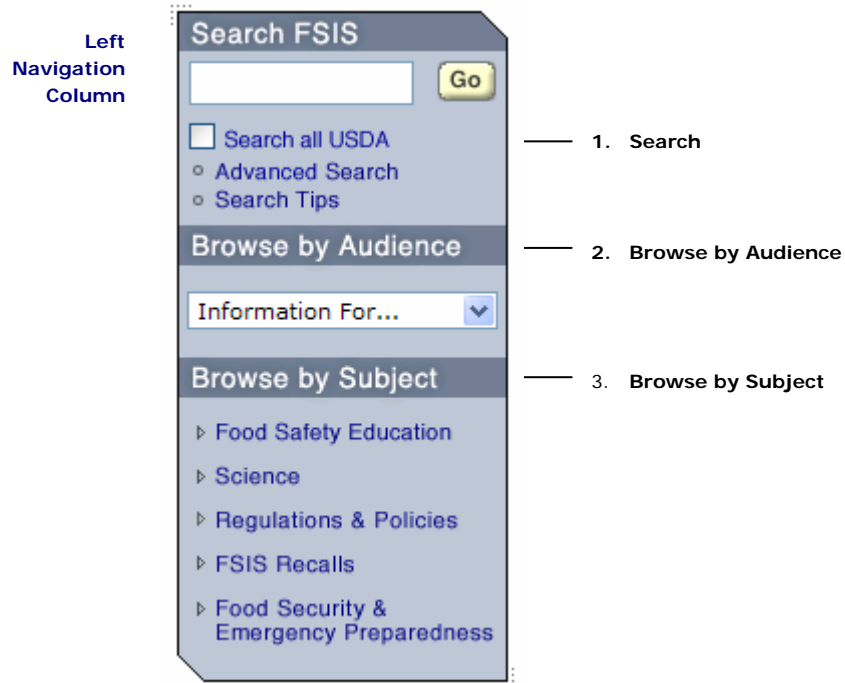 Left
Navigation
Column
Search FSIS
Go
Search all USDA
Advanced Search
Search Tips
1. Search
Browse by Audience
2. Browse by Audience
Information For...
Browse by Subject
3. Browse by Subject
Food Safety Education
Science
Regulations & Policies
FSIS Recalls
Food Security &
Emergency Preparedness